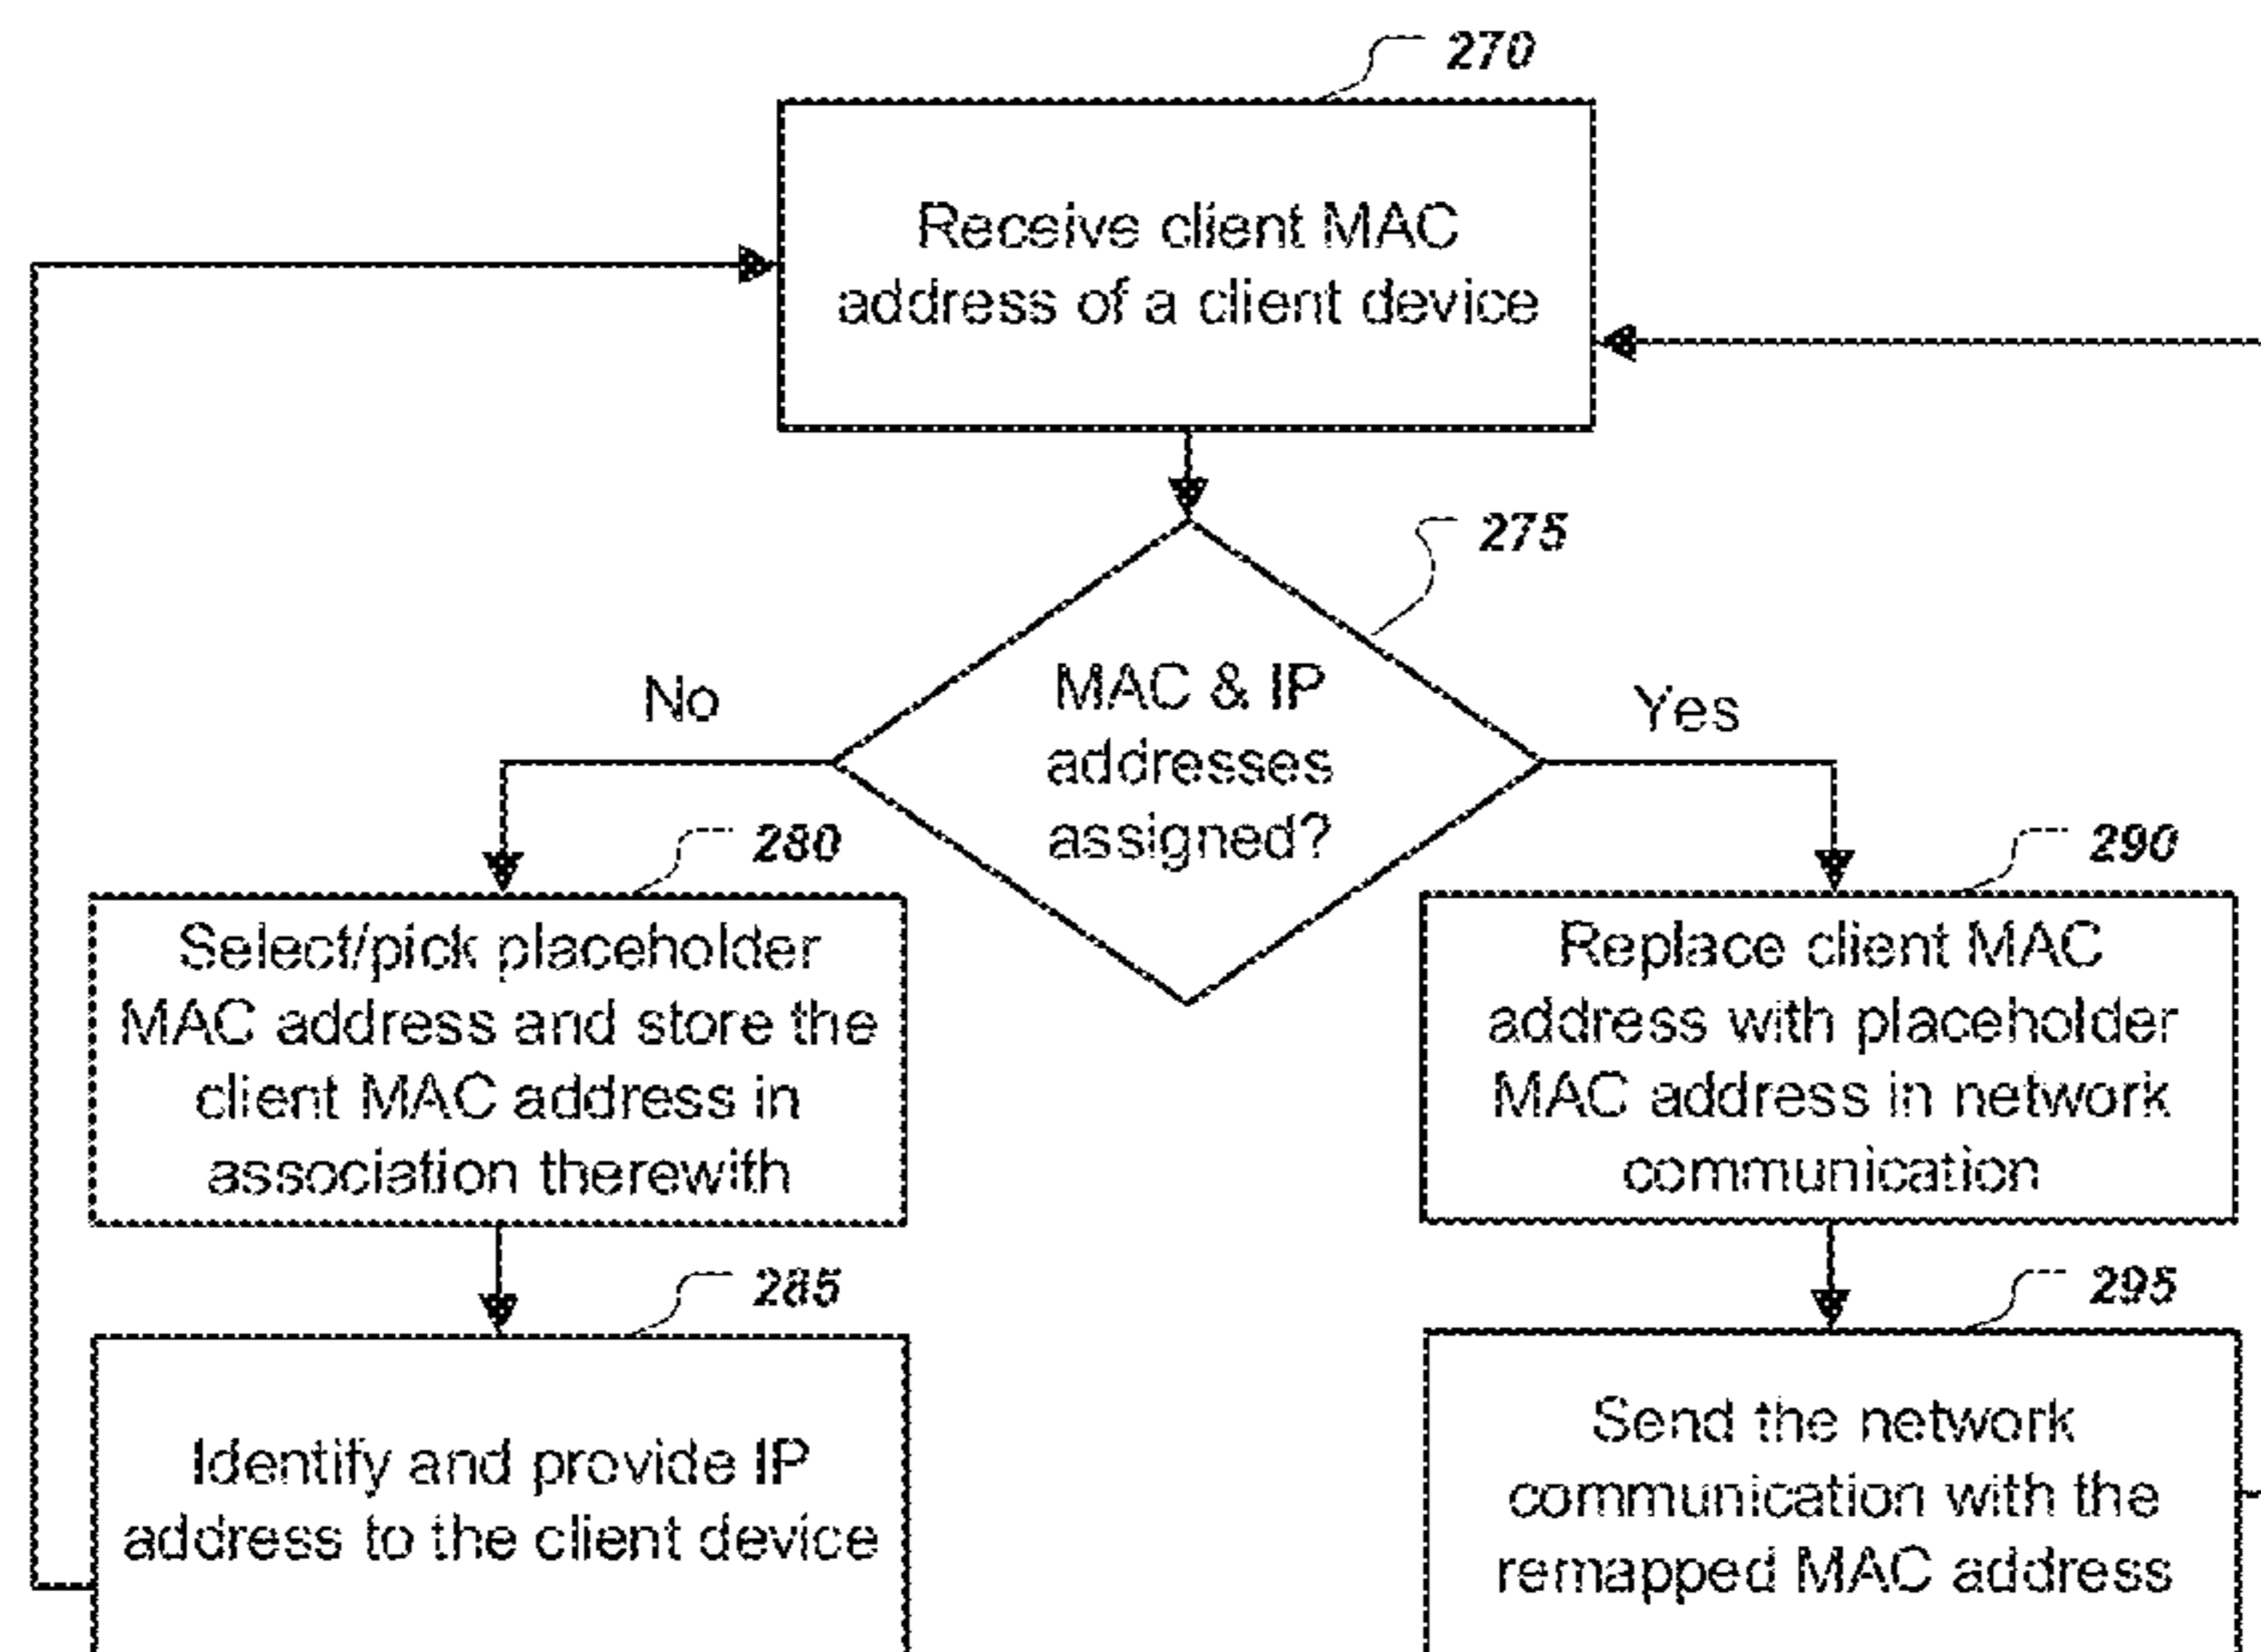 270
Receive client MAC
address of a client device
275
MAC & IP
addresses
assigned?
No
Yes
280
Select/pick placeholder
MAC address and store the
client MAC address in
association therewith
290
Replace client MAC
address with placeholder
MAC address in network
communication
285
Identify and provide IP
address to the client device
295
Send the network
communication with the
remapped MAC address